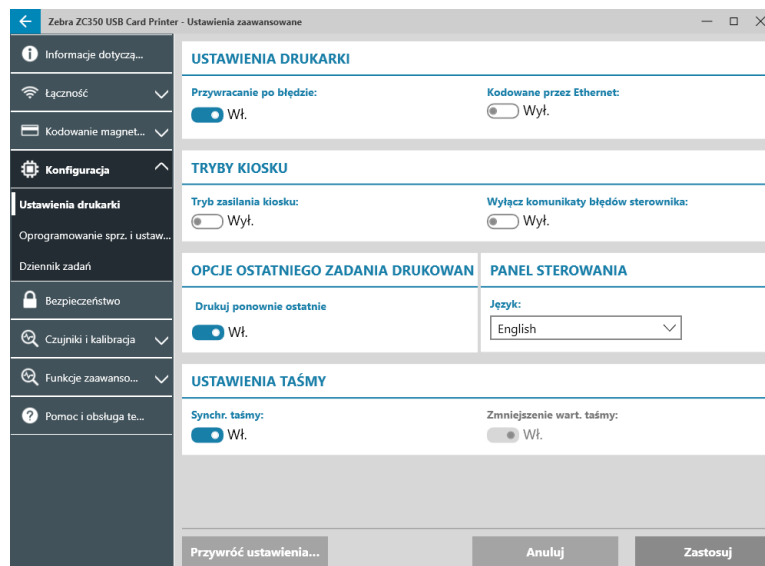 Zebra ZC350 USB Card Printer - Ustawienia zaawansowane
Informacje dotyczą...
Łączność
Kodowanie magnet...
Konfiguracja
Ustawienia drukarki
Oprogramowanie sprz. i ustaw...
Dziennik zadań
Bezpieczeństwo
Czujniki i kalibracja
Funkcje zaawanso...
Pomoc i obsługa te...
USTAWIENIA DRUKARKI
Przywracanie po błędzie:
Wł.
Kodowane przez Ethernet:
Wył.
TRYBY KIOSKU
Tryb zasilania kiosku:
Wył.
Wyłącz komunikaty błędów sterownika:
Wył.
OPCJE OSTATNIEGO ZADANIA DRUKOWAN
Drukuj ponownie ostatnie
Wł.
PANEL STEROWANIA
Język:
English
USTAWIENIA TAŚMY
Synchr. taśmy:
Wł.
Zmniejszenie wart. taśmy:
Wł.
Przywróć ustawienia...
Anuluj
Zastosuj